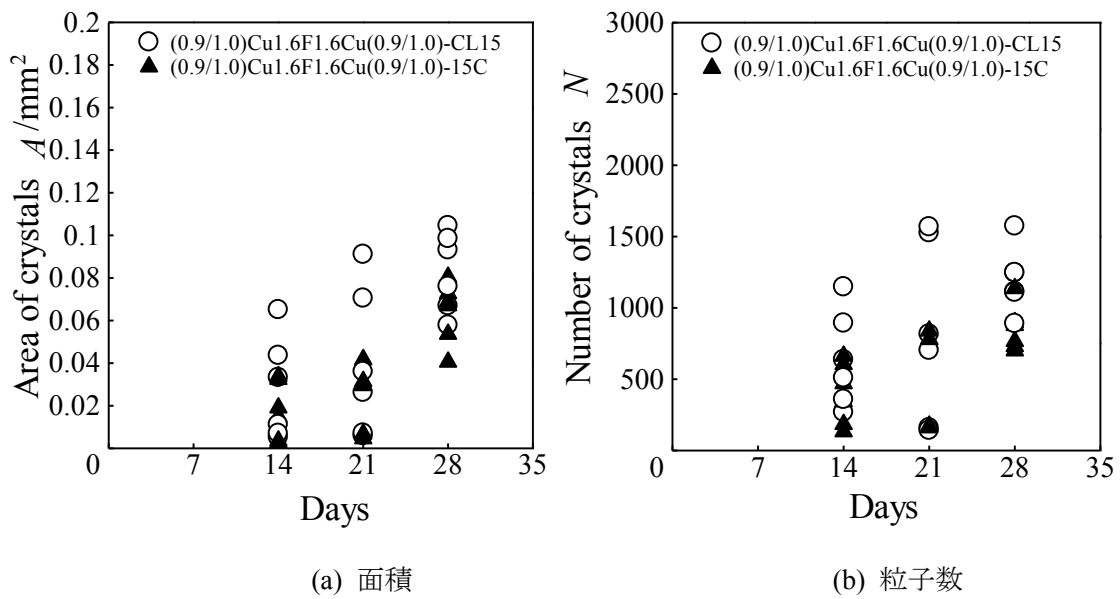 0.2
0.18
0.16
0.14
0.12
0.1
0.08
0.06
0.04
0.02
0
Area of crystals A /mm²
(0.9/1.0)Cu1.6F1.6Cu(0.9/1.0)-CL15
(0.9/1.0)Cu1.6F1.6Cu(0.9/1.0)-15C
7 14 21 28 35
Days
(a) 面積
3000
2500
2000
1500
1000
500
0
Number of crystals N
(0.9/1.0)Cu1.6F1.6Cu(0.9/1.0)-CL15
(0.9/1.0)Cu1.6F1.6Cu(0.9/1.0)-15C
7 14 21 28 35
Days
(b) 粒子数